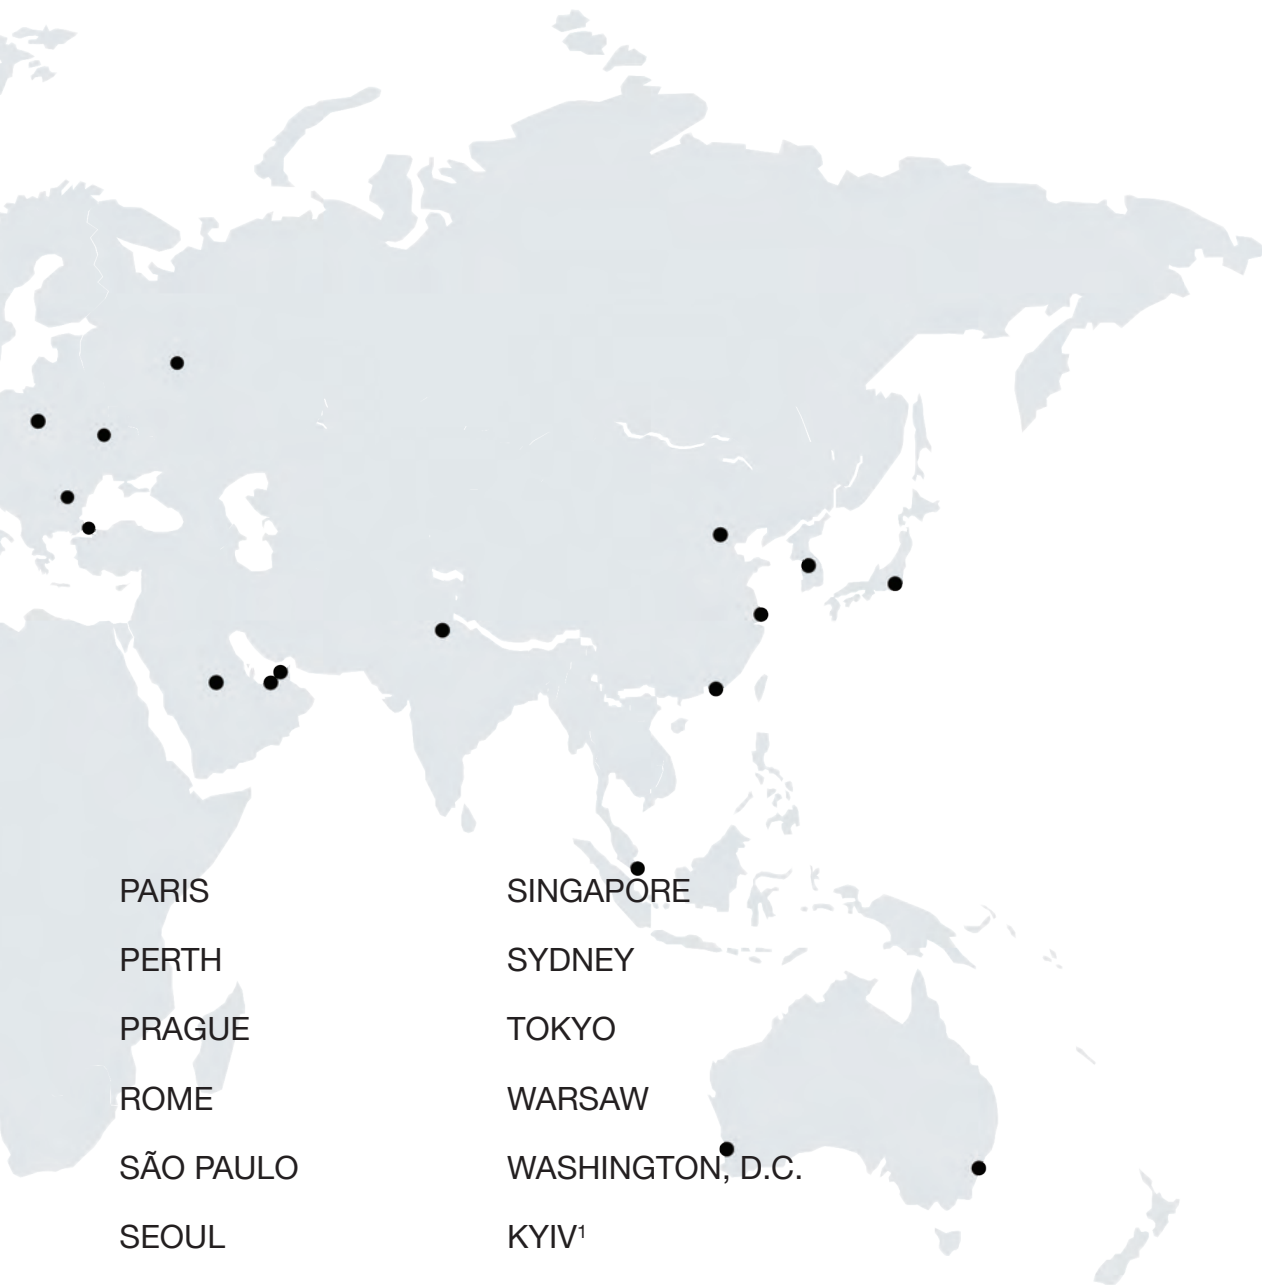 PARIS
PERTH
PRAGUE
ROME
SÃO PAULO
SEOUL
SINGAPORE
SYDNEY
TOKYO
WARSAW
WASHINGTON, D.C.
KYIV¹